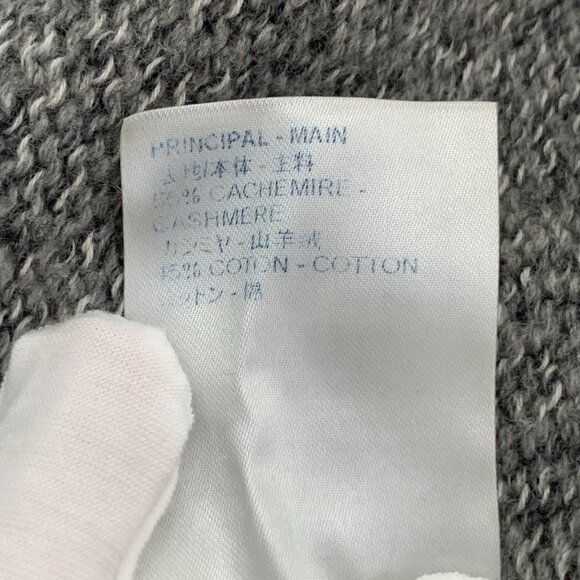 PRINCIPAL - MAIN
本体 - 主料
% CACHEMIRE -
CASHMERE
カシミヤ - 山羊绒
% COTON - COTTON
コットン - 棉